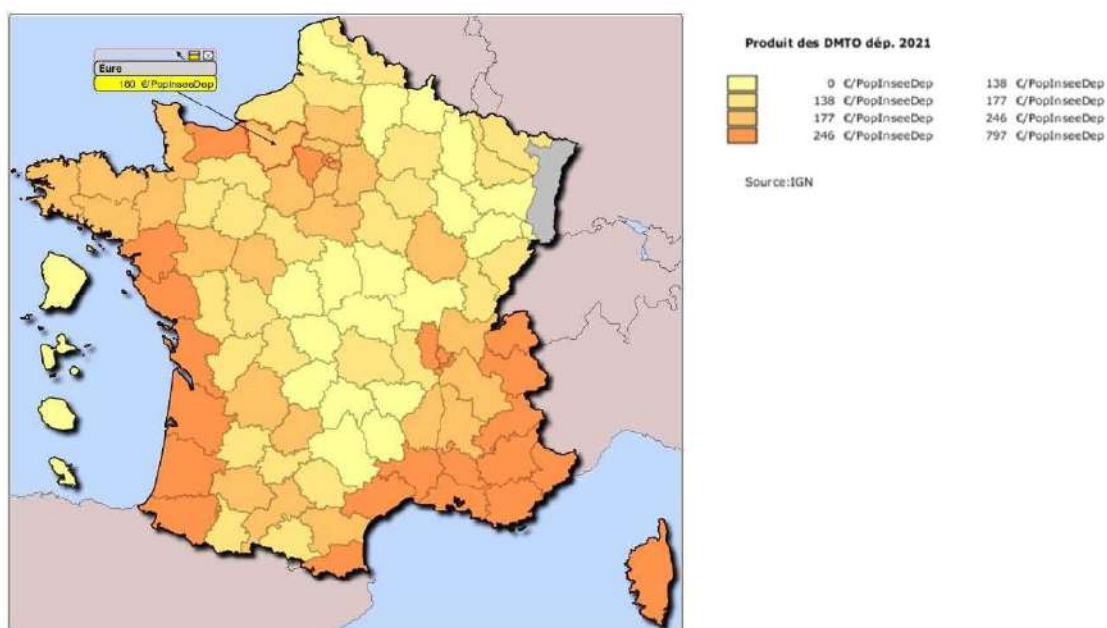 Eure
180 €/PopInseeDep
Produit des DMTO dép. 2021
0 €/PopInseeDep 138 €/PopInseeDep
138 €/PopInseeDep 177 €/PopInseeDep
177 €/PopInseeDep 246 €/PopInseeDep
246 €/PopInseeDep 797 €/PopInseeDep
Source:IGN